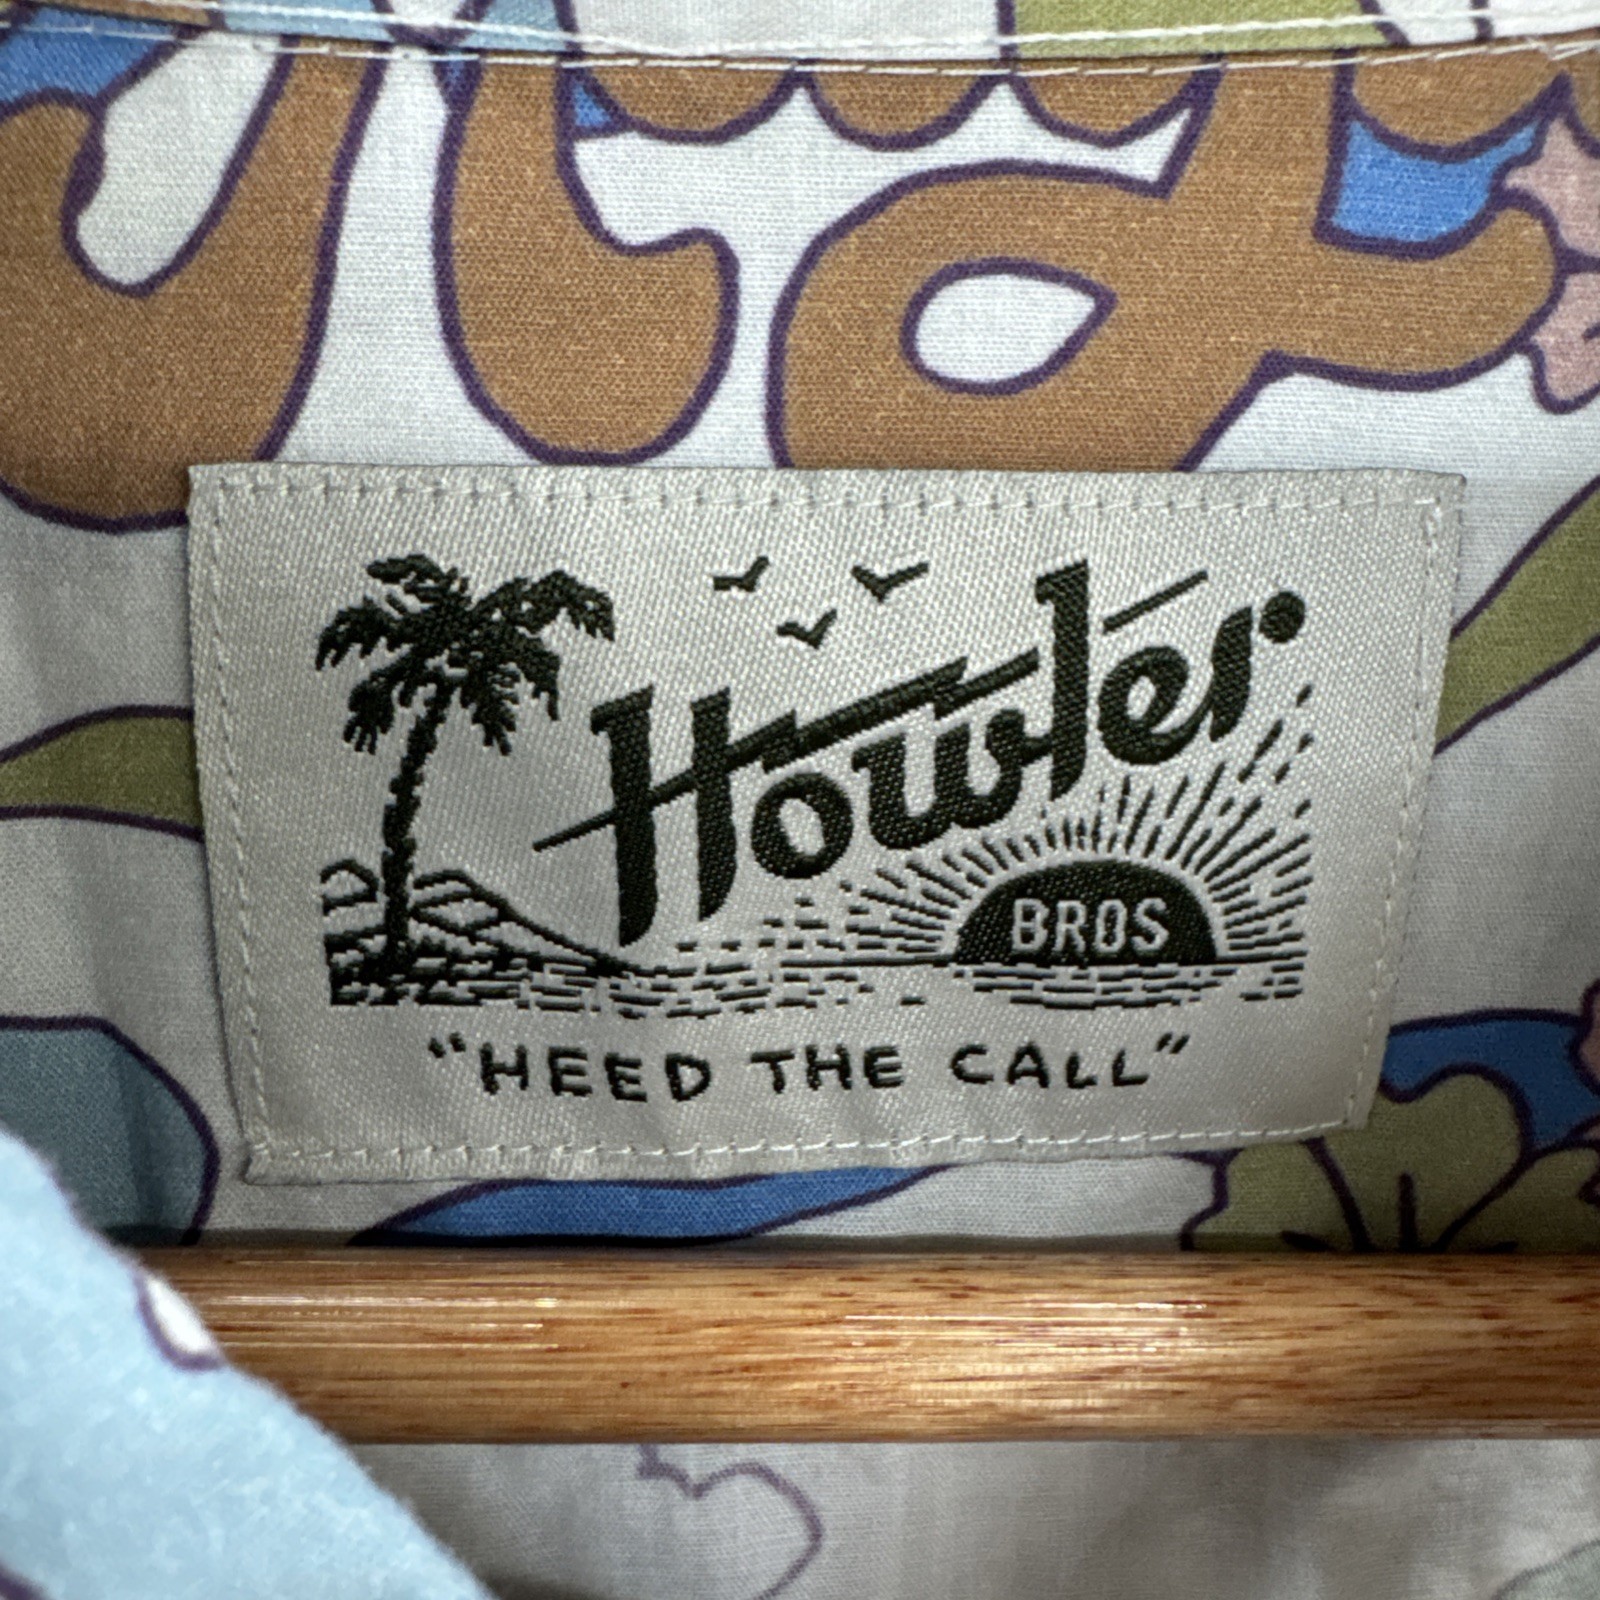 Howler
BROS
"HEED THE CALL"